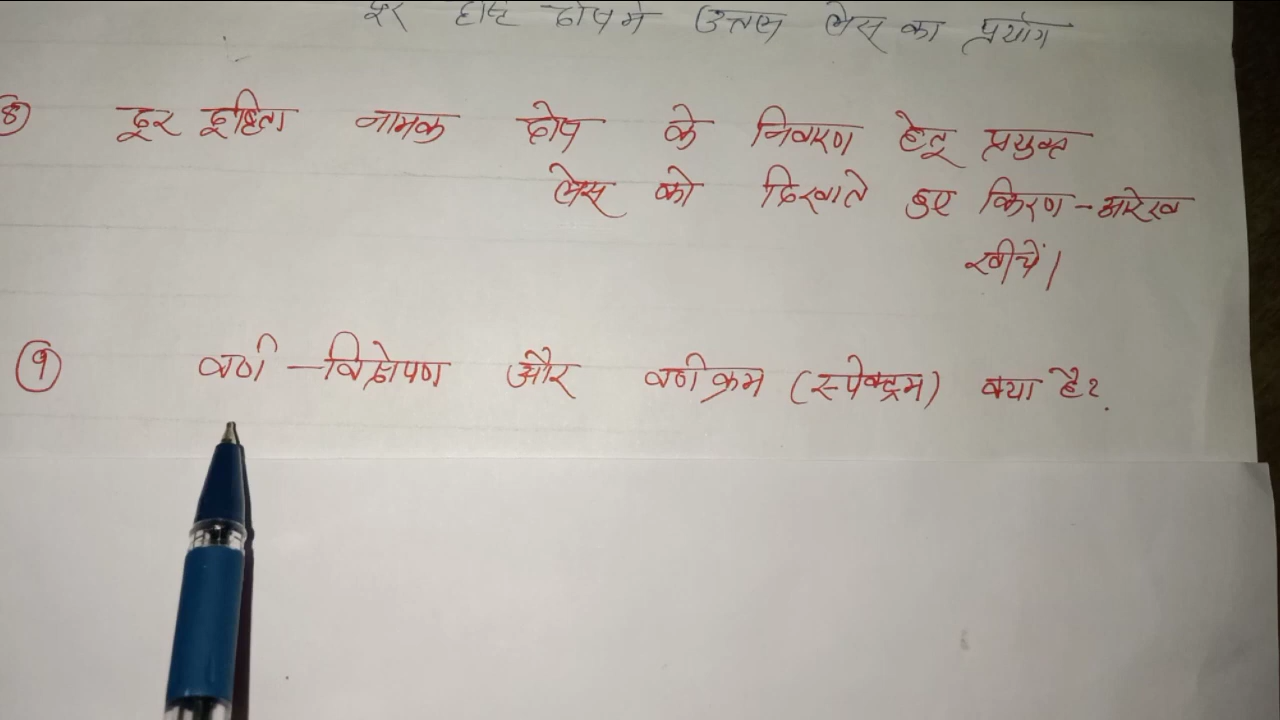 दूर दृष्टि दोष में उत्तल लेंस का प्रयोग
8 दूर दृष्टिता नामक दोष के निवारण हेतू प्रयुक्त
लेंस को दिखाते हुए किरण-आरेख
खीचें।
9 वर्ण-विक्षेपण और वर्णक्रम (स्पेक्ट्रम) क्या है?